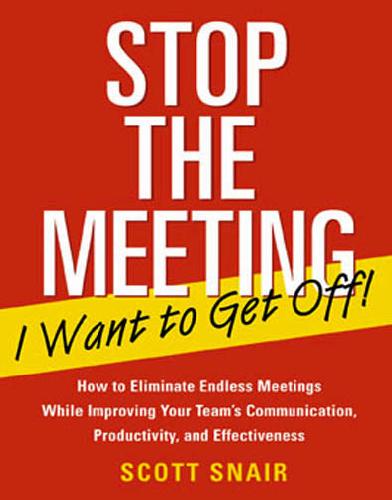 STOP
THE
MEETING
I Want to Get Off!
How to Eliminate Endless Meetings
While Improving Your Team's Communication,
Productivity, and Effectiveness
SCOTT SNAIR